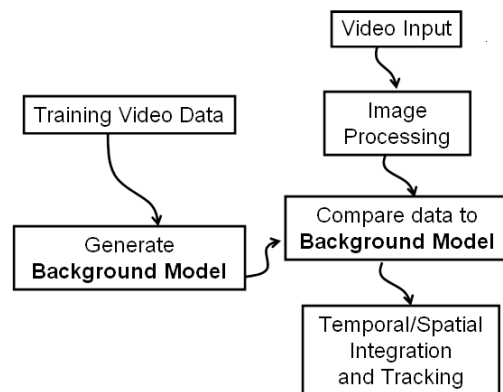 Video Input
Training Video Data
Image
Processing
Generate
Background Model
Compare data to
Background Model
Temporal/Spatial
Integration
and Tracking